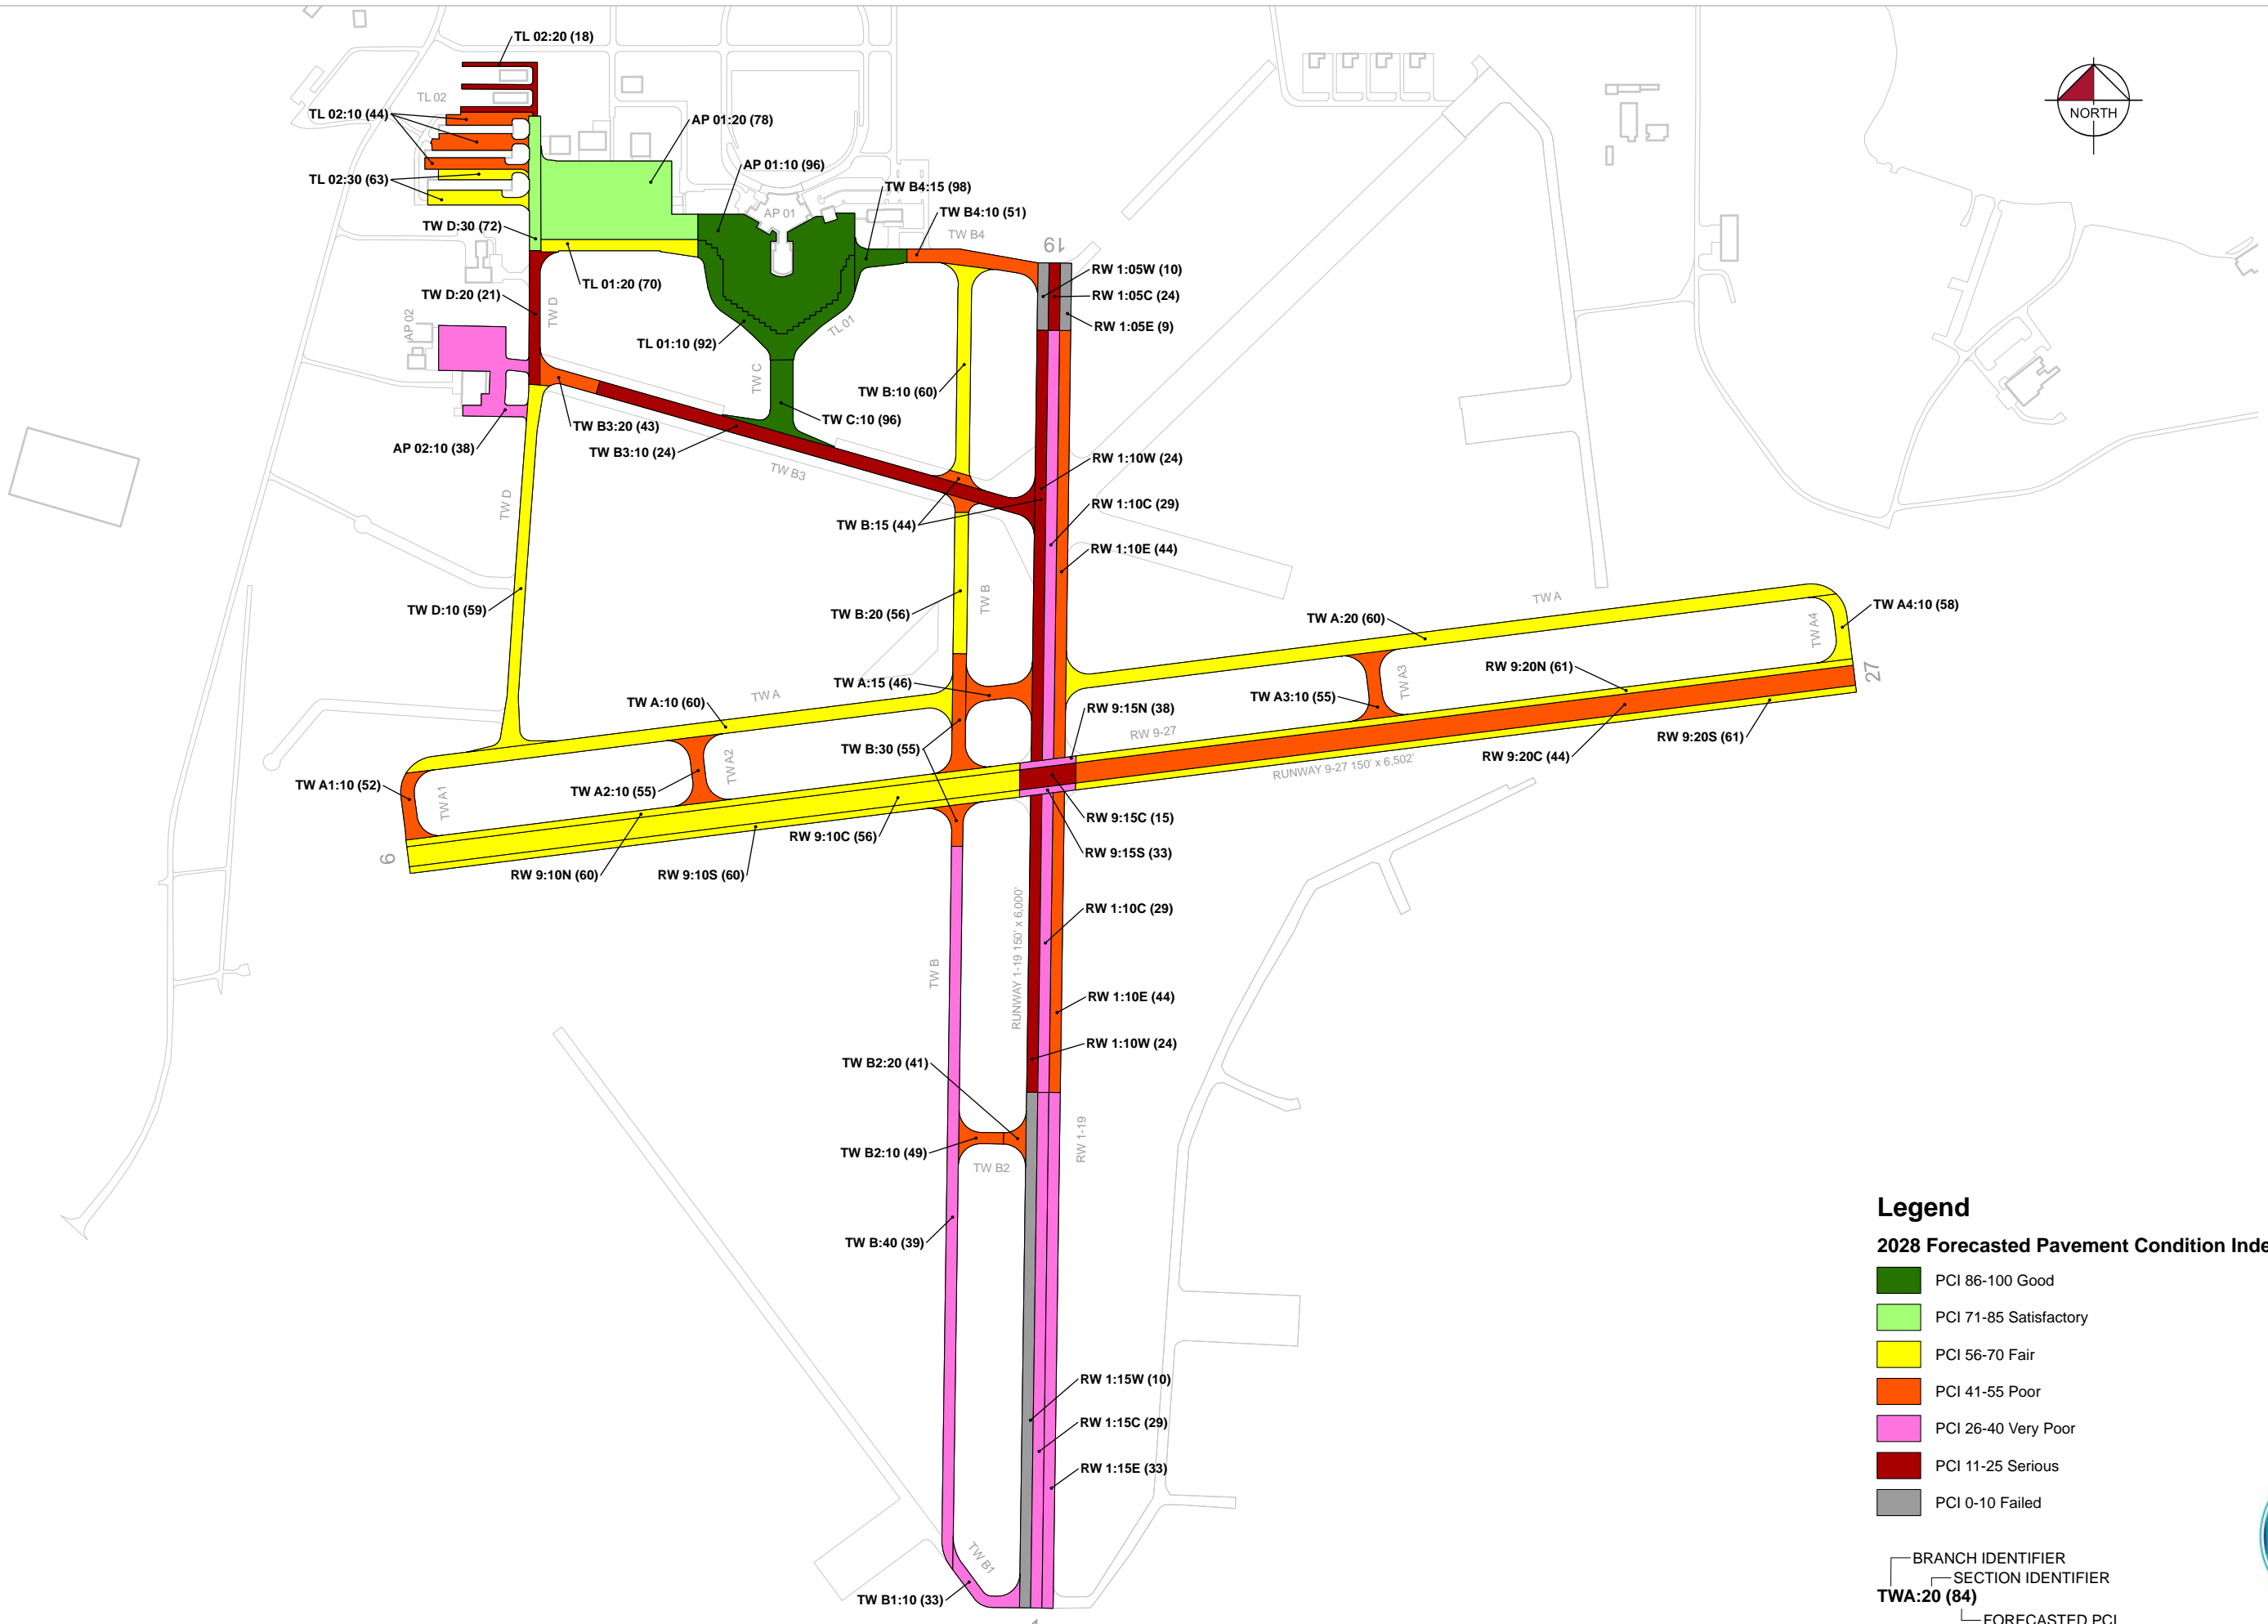 TL 02:20 (18)
TL 02
TL 02:10 (44)
AP 01:20 (78)
NORTH
AP 01:10 (96)
TL 02:30 (63)
TW B4:15 (98)
AP 01
TW B4:10 (51)
TW D:30 (72)
TW B4
19
RW 1:05W (10)
TL 01:20 (70)
TW D:20 (21)
RW 1:05C (24)
TW D
AP 02
RW 1:05E (9)
TL 01
TL 01:10 (92)
TW C
TW B:10 (60)
TW C:10 (96)
TW B3:20 (43)
AP 02:10 (38)
TW B3:10 (24)
RW 1:10W (24)
TW B3
TW D
RW 1:10C (29)
TW B:15 (44)
RW 1:10E (44)
TW A
TW B
TW D:10 (59)
TW B:20 (56)
TW A:20 (60)
TW A4:10 (58)
TW A4
RW 9:20N (61)
27
TW A3
TW A:15 (46)
TW A
TW A3:10 (55)
TW A:10 (60)
RW 9:15N (38)
RW 9-27
RW 9:20S (61)
TW B:30 (55)
RW 9:20C (44)
RUNWAY 9-27 150' x 6,502'
TW A2
TW A1:10 (52)
TW A2:10 (55)
TW A1
RW 9:15C (15)
RW 9:10C (56)
9
RW 9:15S (33)
RW 9:10N (60)
RW 9:10S (60)
RW 1:10C (29)
RUNWAY 1-19 150' x 6,000'
TW B
RW 1:10E (44)
RW 1:10W (24)
TW B2:20 (41)
RW 1-19
TW B2:10 (49)
TW B2
TW B:40 (39)
RW 1:15W (10)
RW 1:15C (29)
RW 1:15E (33)
TW B1
TW B1:10 (33)
Legend
2028 Forecasted Pavement Condition Inde
PCI 86-100 Good
PCI 71-85 Satisfactory
PCI 56-70 Fair
PCI 41-55 Poor
PCI 26-40 Very Poor
PCI 11-25 Serious
PCI 0-10 Failed
BRANCH IDENTIFIER
SECTION IDENTIFIER
TWA:20 (84)
FORECASTED PCI